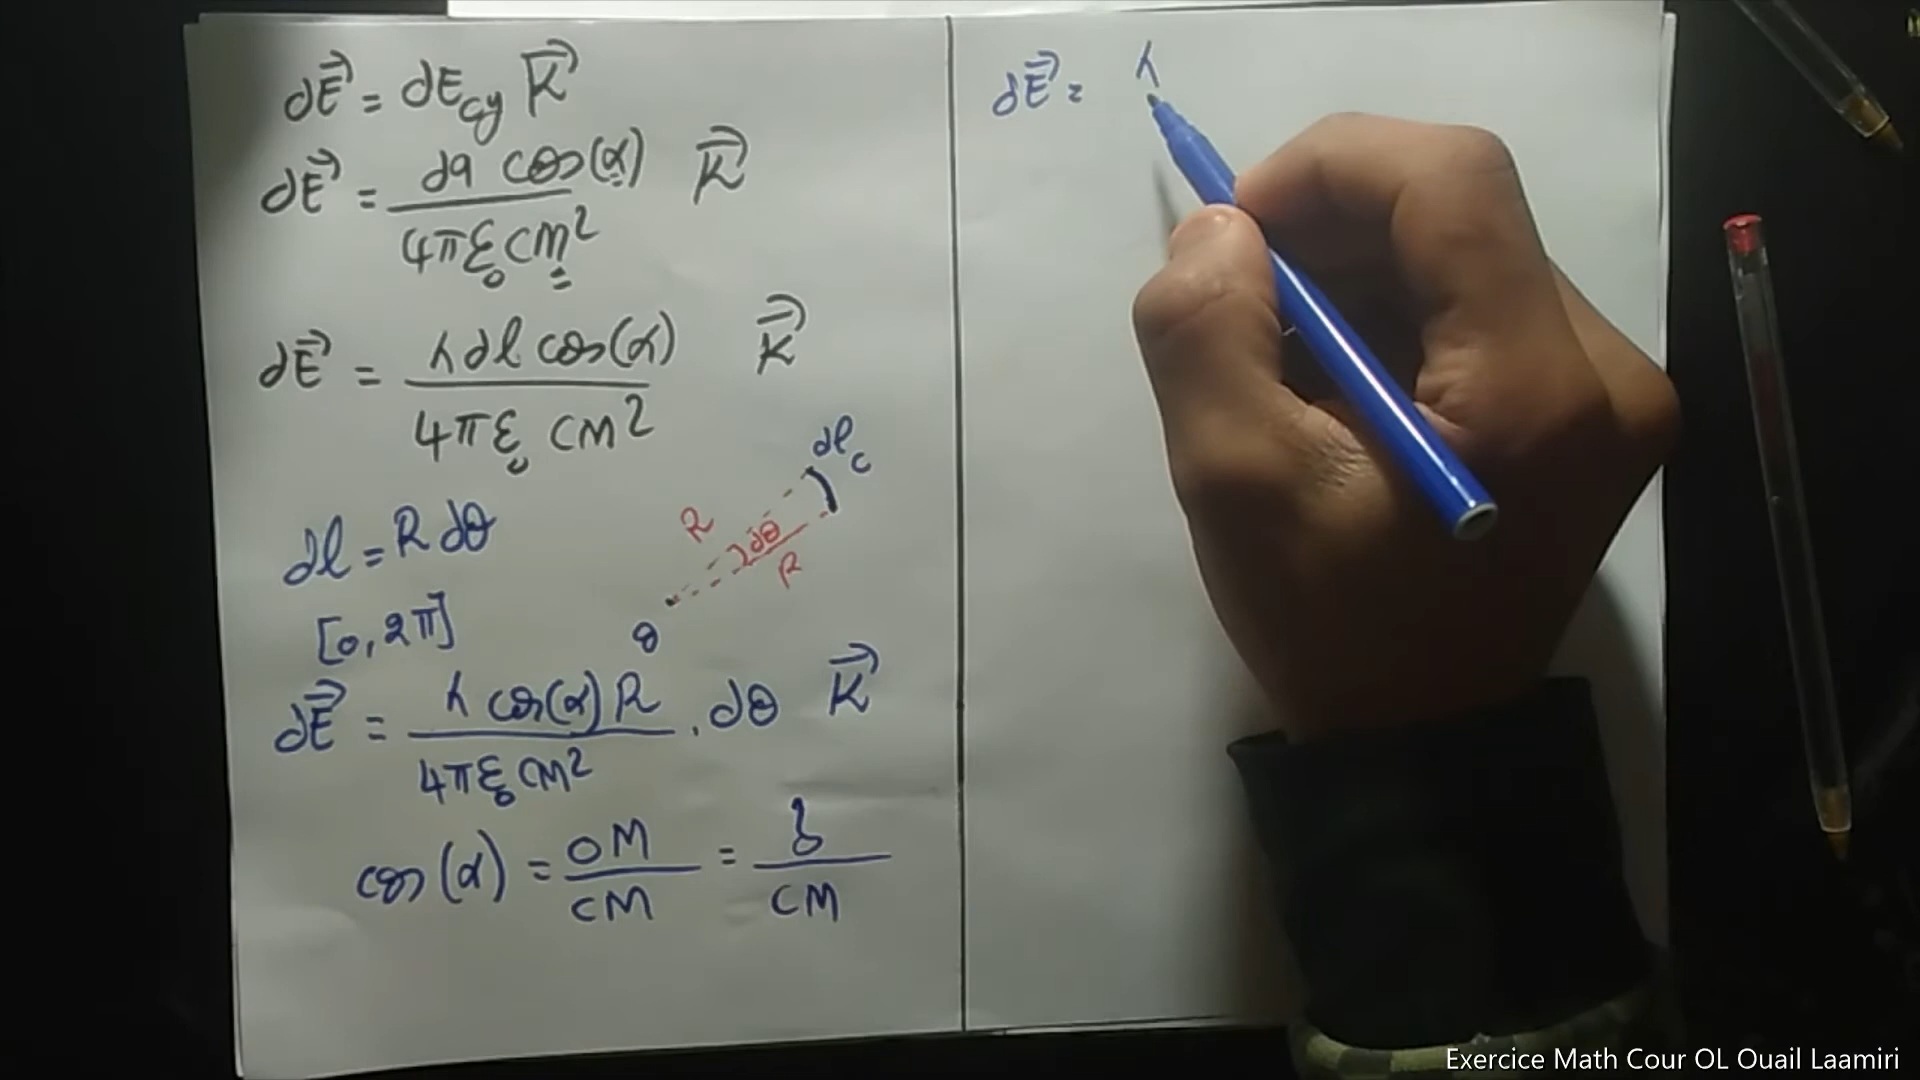 dE⃗ = dE_cy K⃗
dE⃗ = dq cos(α) / 4πε₀ CM² K⃗
dE⃗ = λ dl cos(α) / 4πε₀ CM² K⃗
dl = R dθ
[0, 2π]
dl
C
R
dθ
R
O
dE⃗ = λ cos(α) R / 4πε₀ CM² . dθ K⃗
cos(α) = OM / CM = z / CM
dE⃗ = λ
Exercice Math Cour OL Ouail Laamiri